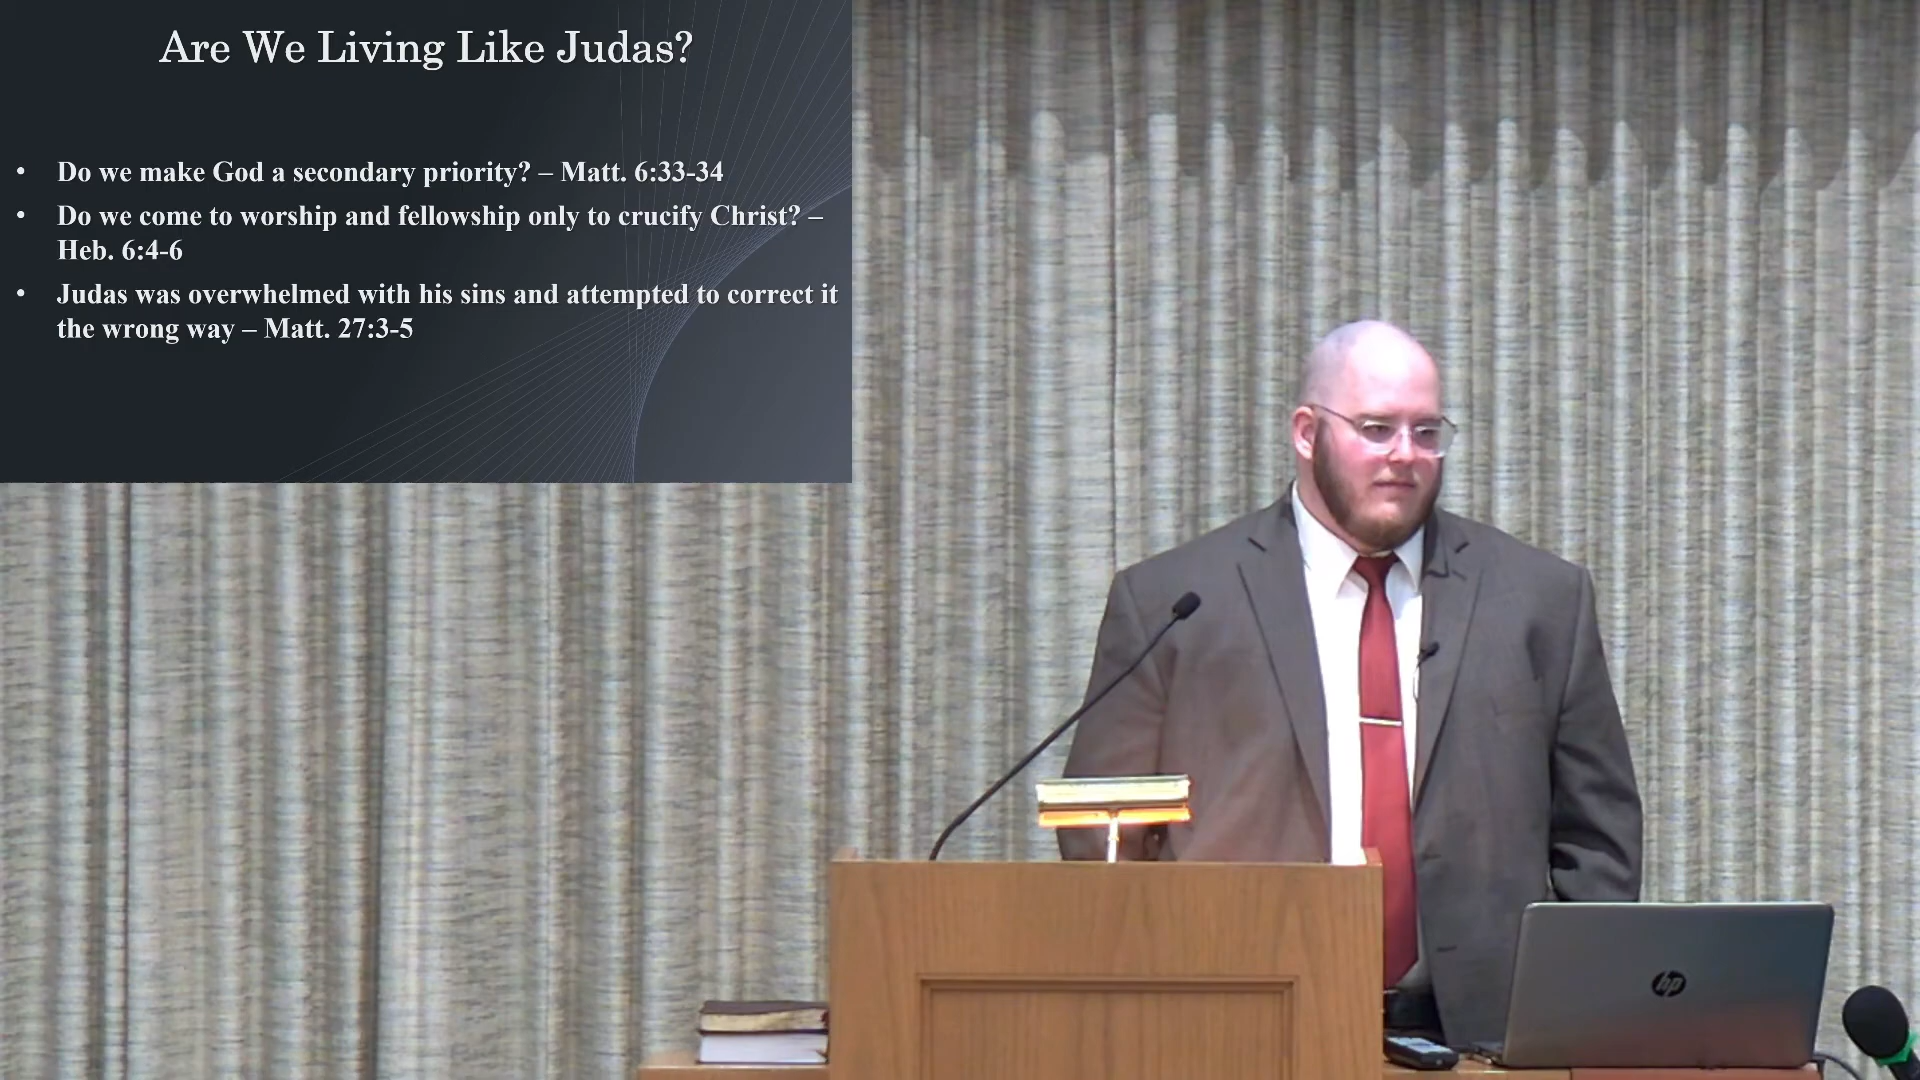 Are We Living Like Judas?
• Do we make God a secondary priority? – Matt. 6:33-34
• Do we come to worship and fellowship only to crucify Christ? –
Heb. 6:4-6
• Judas was overwhelmed with his sins and attempted to correct it
the wrong way – Matt. 27:3-5
hp